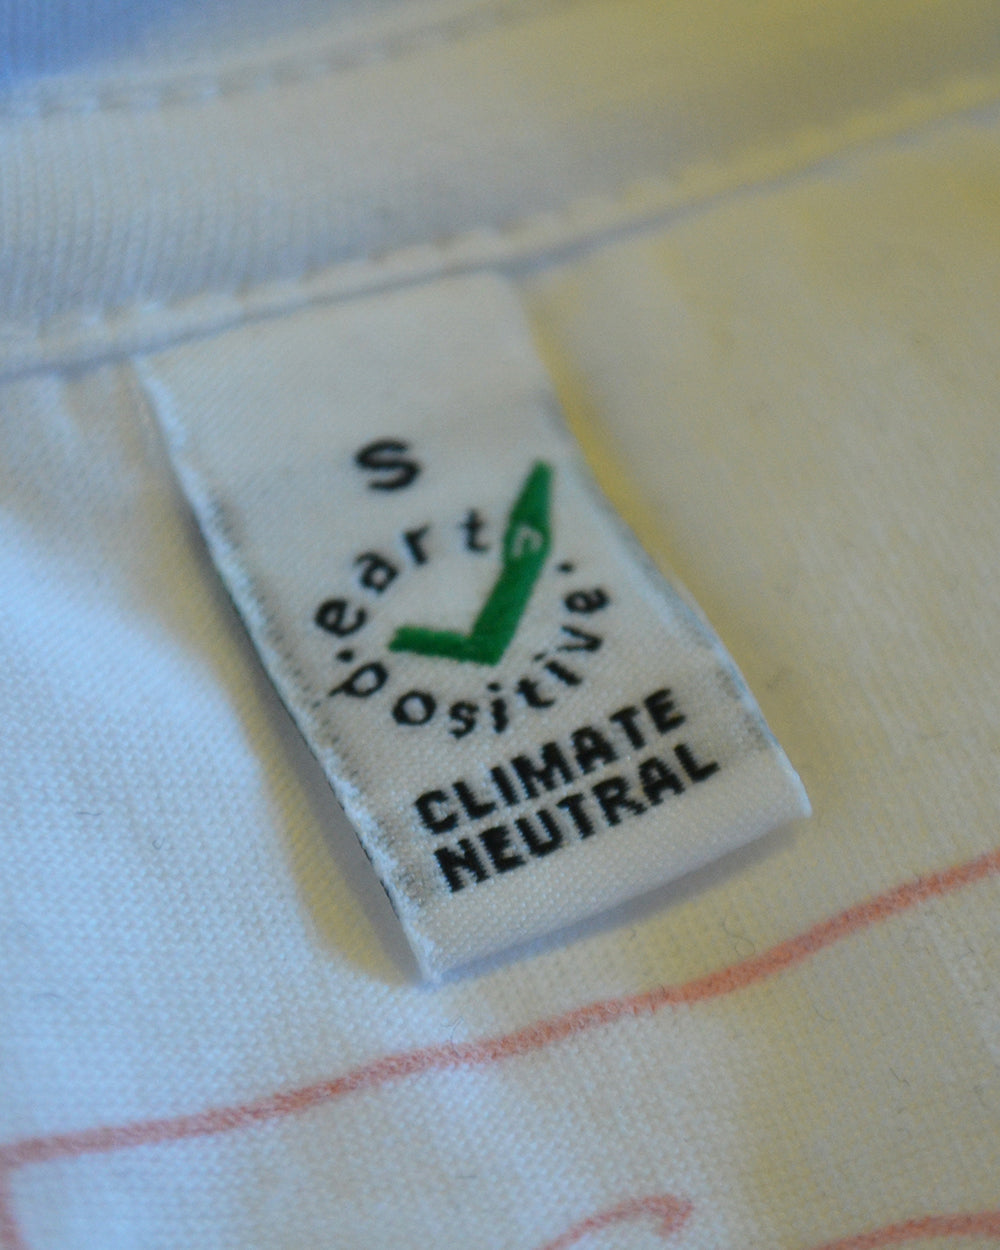 S
earth
positive
CLIMATE
NEUTRAL